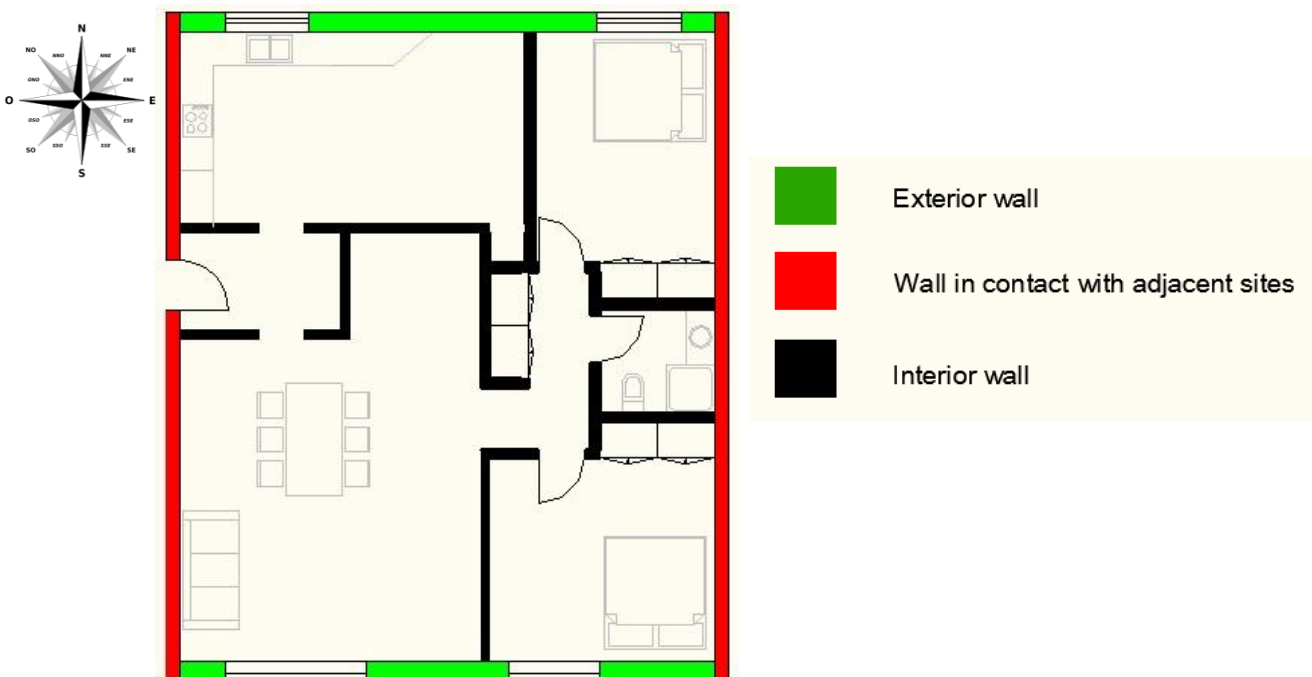 N
NO
NNO
NNE
NE
ONO
ENE
O
E
OSO
ESE
SO
SSO
SSE
SE
S
Exterior wall
Wall in contact with adjacent sites
Interior wall